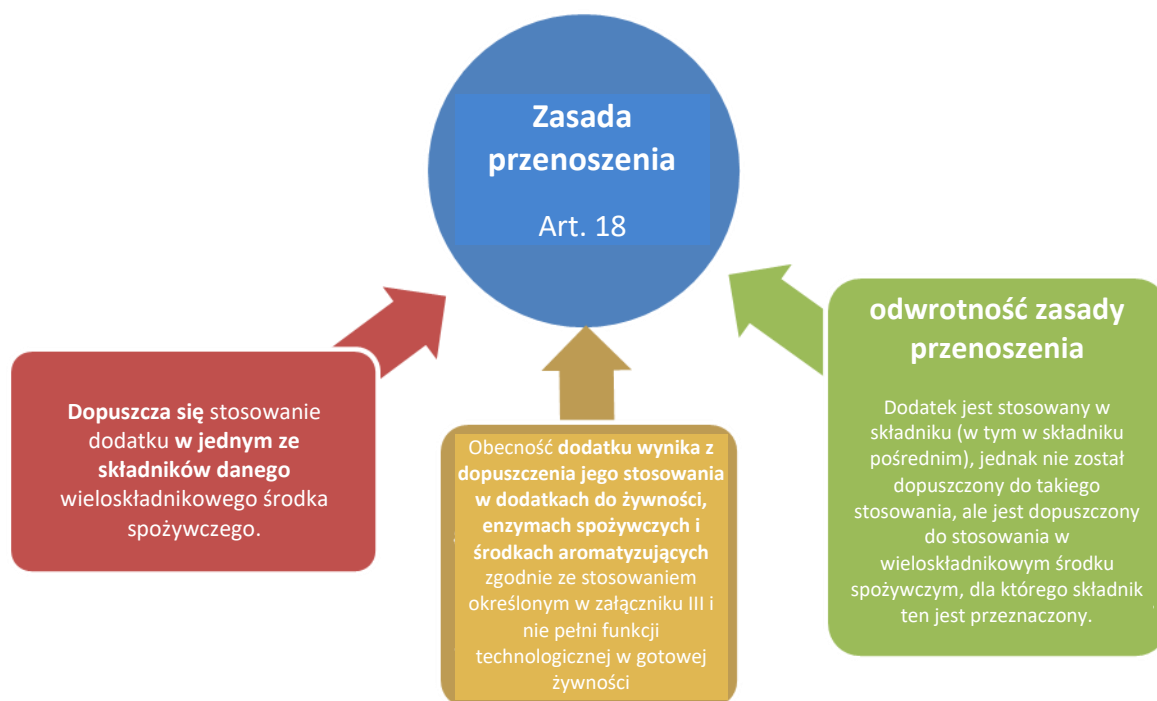 Zasada
przenoszenia
Art. 18
Dopuszcza się stosowanie
dodatku w jednym ze
składników danego
wieloskładnikowego środka
spożywczego.
Obecność dodatku wynika z
dopuszczenia jego stosowania
w dodatkach do żywności,
enzymach spożywczych i
środkach aromatyzujących
zgodnie ze stosowaniem
określonym w załączniku III i
nie pełni funkcji
technologicznej w gotowej
żywności
odwrotność zasady
przenoszenia
Dodatek jest stosowany w
składniku (w tym w składniku
pośrednim), jednak nie został
dopuszczony do takiego
stosowania, ale jest dopuszczony
do stosowania w
wieloskładnikowym środku
spożywczym, dla którego składnik
ten jest przeznaczony.